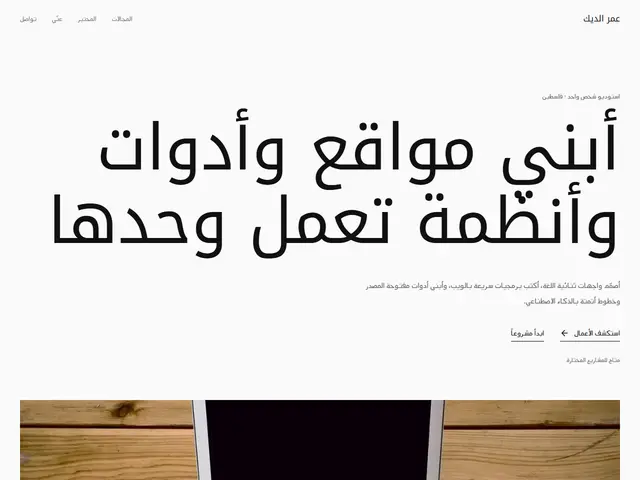 عمر الديك
المجالات المختبر عنّي تواصل
استوديو شخص واحد · فلسطين
أبني مواقع وأدوات
وأنظمة تعمل وحدها
أصمّم واجهات ثنائية اللغة، أكتب برمجيات سريعة بالويب، وأبني أدوات مفتوحة المصدر
وخطوط أتمتة بالذكاء الاصطناعي.
استكشف الأعمال ← ابدأ مشروعاً
متاح للمشاريع المختارة